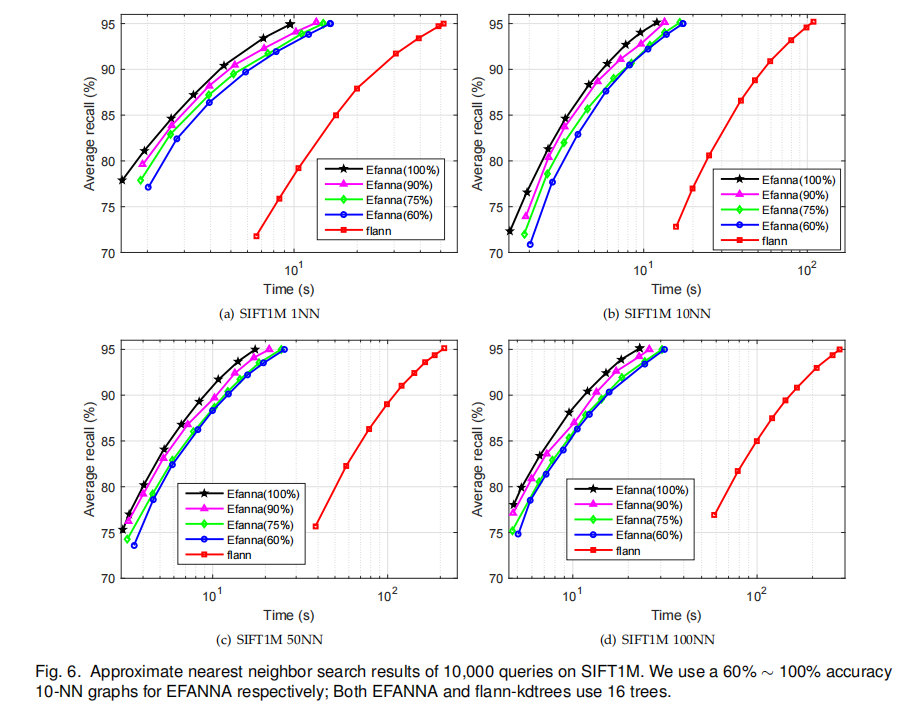 95
90
85
80
75
70
Average recall (%)
Efanna(100%)
Efanna(90%)
Efanna(75%)
Efanna(60%)
flann
10^1
Time (s)
(a) SIFT1M 1NN
95
90
85
80
75
70
Average recall (%)
Efanna(100%)
Efanna(90%)
Efanna(75%)
Efanna(60%)
flann
10^1 10^2
Time (s)
(b) SIFT1M 10NN
95
90
85
80
75
70
Average recall (%)
Efanna(100%)
Efanna(90%)
Efanna(75%)
Efanna(60%)
flann
10^1 10^2
Time (s)
(c) SIFT1M 50NN
95
90
85
80
75
70
Average recall (%)
Efanna(100%)
Efanna(90%)
Efanna(75%)
Efanna(60%)
flann
10^1 10^2
Time (s)
(d) SIFT1M 100NN
Fig. 6. Approximate nearest neighbor search results of 10,000 queries on SIFT1M. We use a 60% ∼ 100% accuracy
10-NN graphs for EFANNA respectively; Both EFANNA and flann-kdtrees use 16 trees.